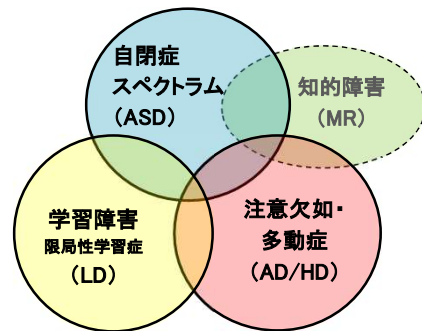 自閉症
スペクトラム
（ASD）
知的障害
（MR）
学習障害
限局性学習症
（LD）
注意欠如・
多動症
（AD/HD）